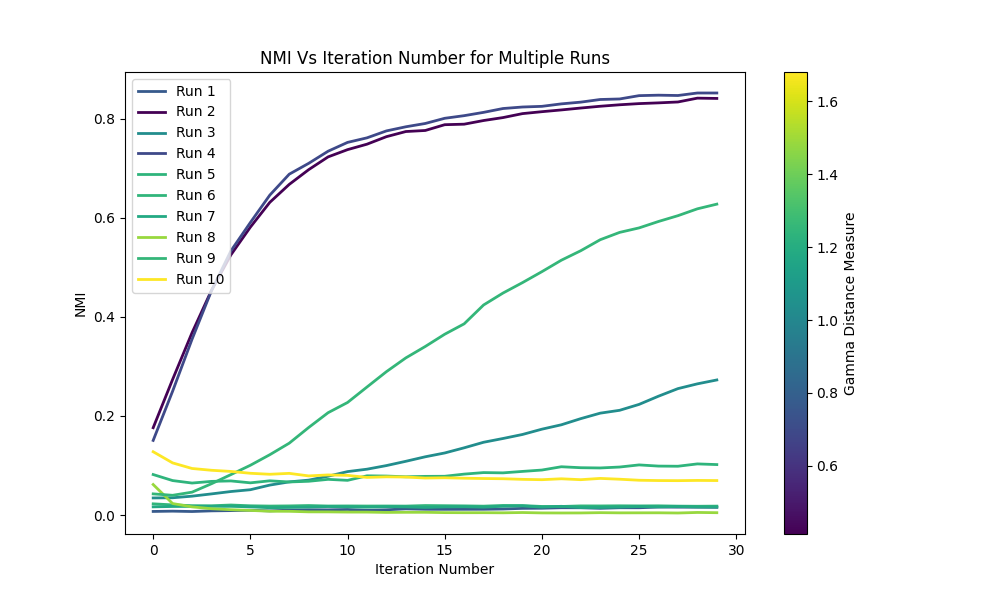 NMI Vs Iteration Number for Multiple Runs
Run 1
Run 2
Run 3
Run 4
Run 5
Run 6
Run 7
Run 8
Run 9
Run 10
NMI
0.8
0.6
0.4
0.2
0.0
0
5
10
15
20
25
30
Iteration Number
1.6
1.4
1.2
1.0
0.8
0.6
Gamma Distance Measure